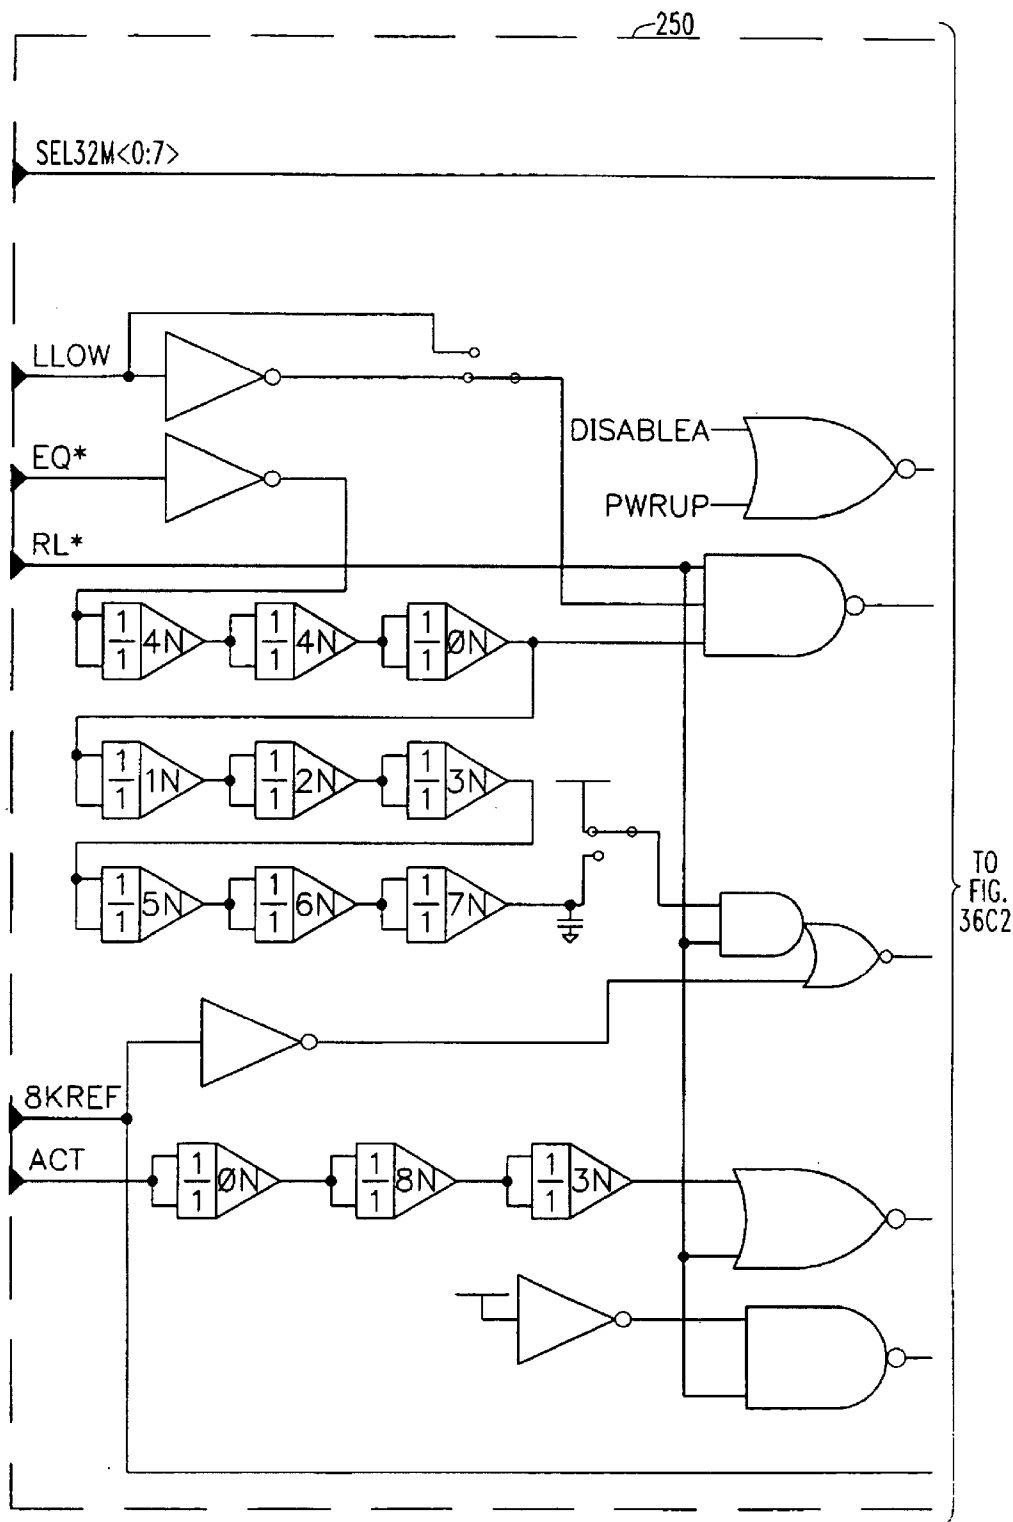 250
SEL32M<0:7>
LLOW
EQ*
DISABLEA
PWRUP
RL*
1 1 4N 1 1 4N 1 1 ØN
1 1 1N 1 1 2N 1 1 3N
1 1 5N 1 1 6N 1 1 7N
TO
FIG.
36C2
8KREF
ACT
1 1 ØN 1 1 8N 1 1 3N